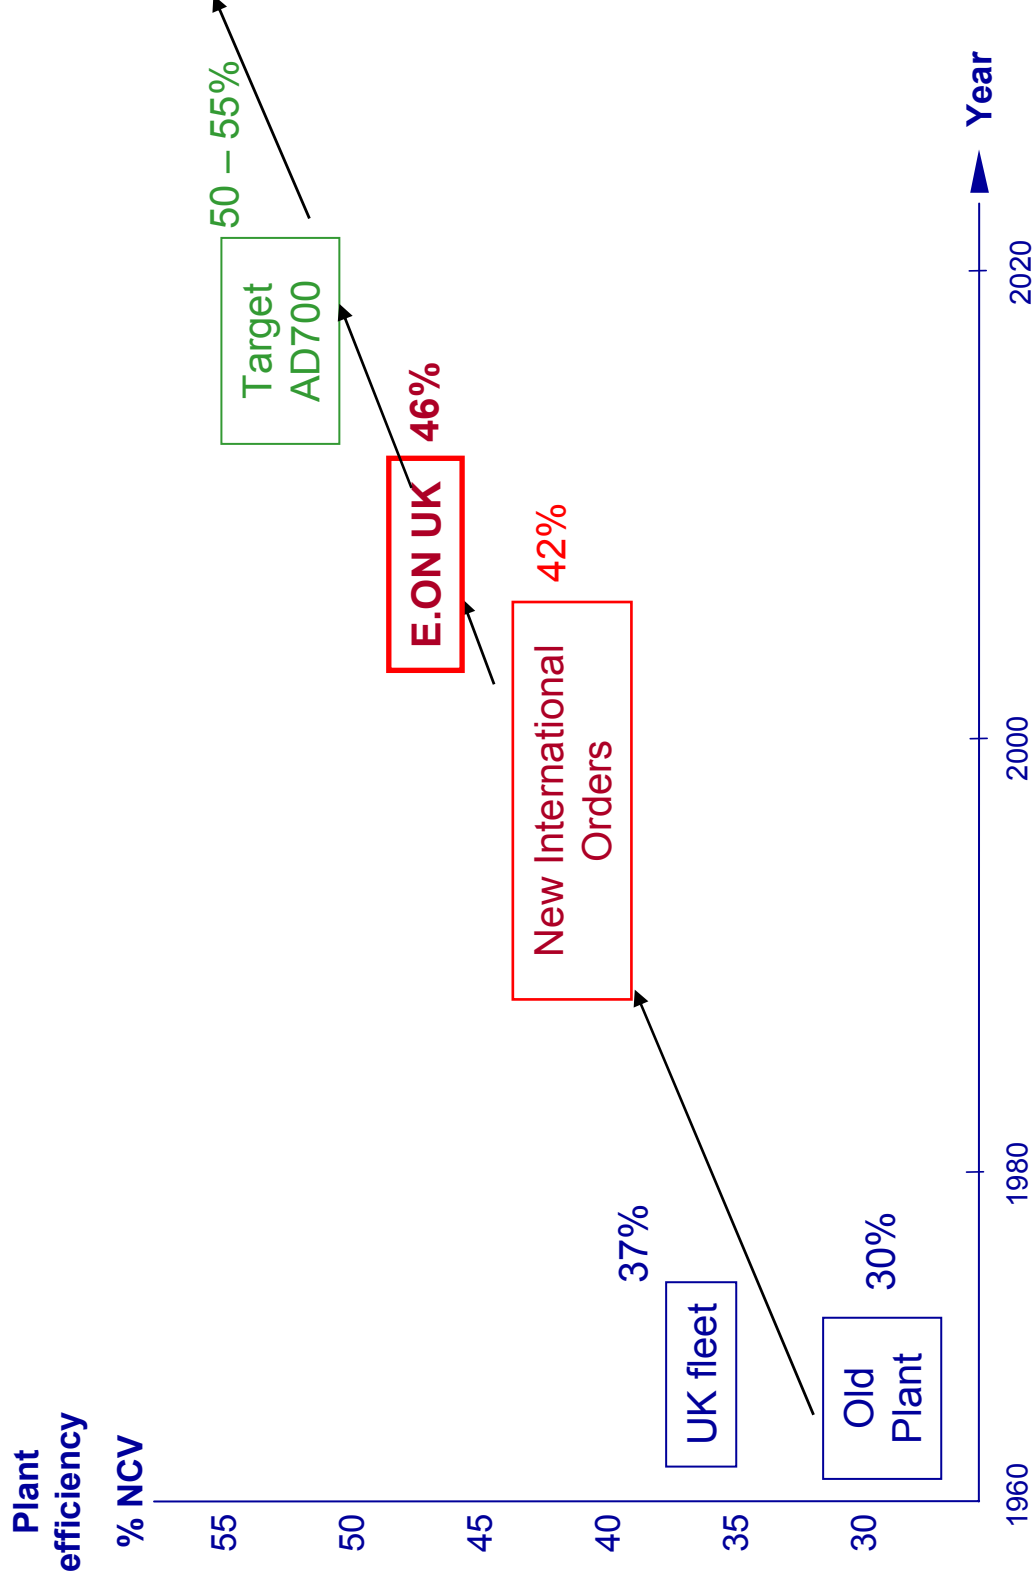 Plant
efficiency
% NCV
55
50
45
40
35
30
50 – 55%
Target
AD700
E.ON UK
46%
New International
Orders
42%
UK fleet
37%
Old
Plant
30%
1960
1980
2000
2020
Year